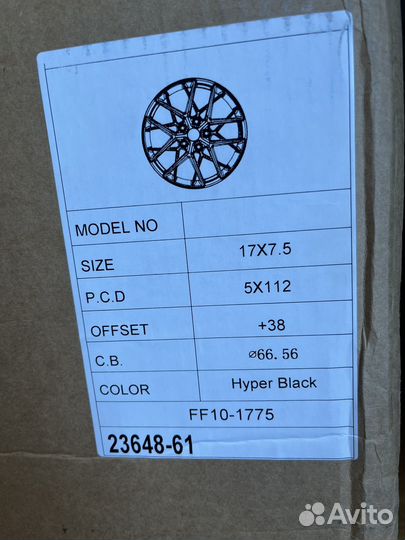 MODEL NO
SIZE 17X7.5
P.C.D 5X112
OFFSET +38
C.B. ⌀66.56
COLOR Hyper Black
FF10-1775
23648-61
Avito